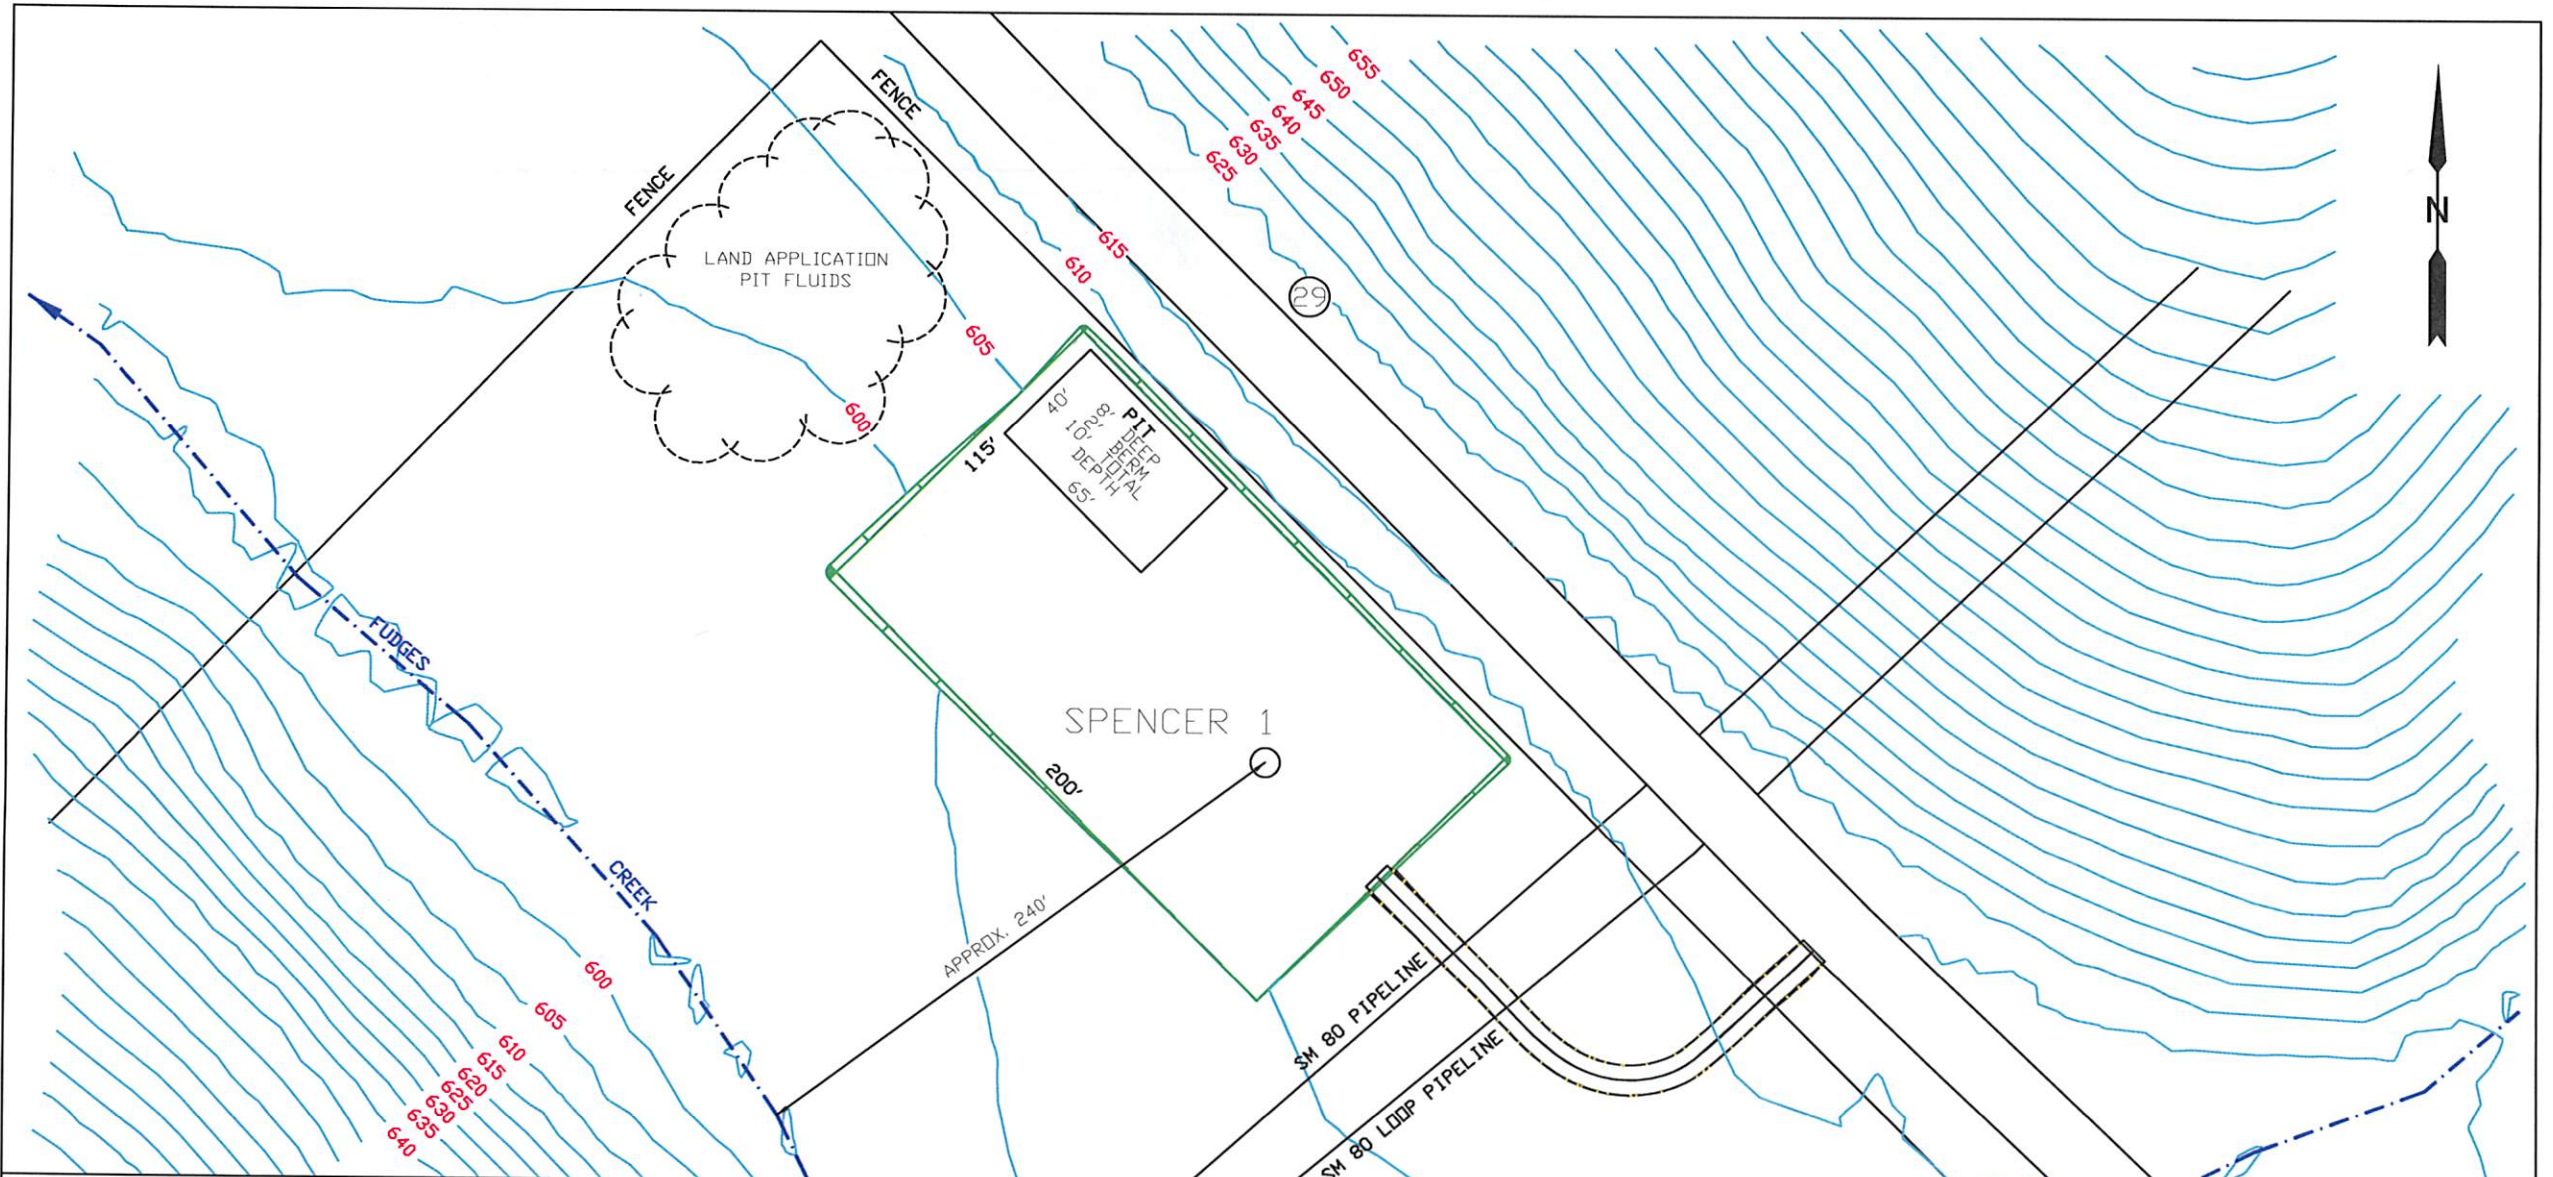 655
650
645
640
635
630
625
FENCE
FENCE
N
LAND APPLICATION
PIT FLUIDS
615
610
29
605
600
40'
PIT
8' DEEP
2' BERM
10' TOTAL
DEPTH
65'
115'
FUDGES
CREEK
SPENCER 1
200'
APPROX. 240'
SM 80 PIPELINE
SM 80 LOOP PIPELINE
600
605
610
615
620
625
630
635
640